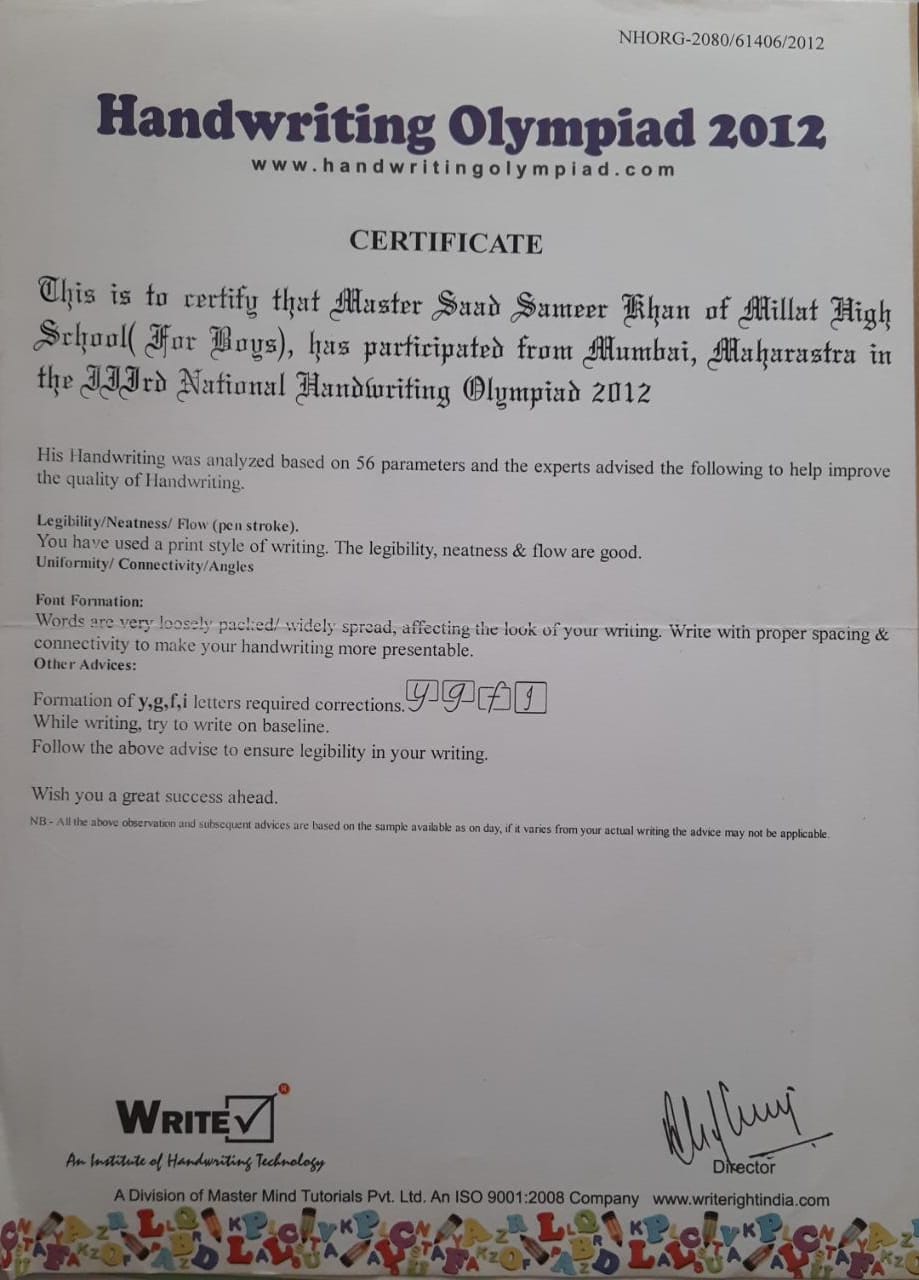 NHORG-2080/61406/2012
Handwriting Olympiad 2012
www.handwritingolympiad.com
CERTIFICATE
This is to certify that Master Saad Sameer Khan of Millat High
School( For Boys), has participated from Mumbai, Maharastra in
the IIIrd National Handwriting Olympiad 2012
His Handwriting was analyzed based on 56 parameters and the experts advised the following to help improve
the quality of Handwriting.
Legibility/Neatness/ Flow (pen stroke).
You have used a print style of writing. The legibility, neatness & flow are good.
Uniformity/ Connectivity/Angles
Font Formation:
Words are very loosely packed/ widely spread, affecting the look of your writing. Write with proper spacing &
connectivity to make your handwriting more presentable.
Other Advices:
Formation of y,g,f,i letters required corrections. y g f i
While writing, try to write on baseline.
Follow the above advise to ensure legibility in your writing.
Wish you a great success ahead.
NB - All the above observation and subsequent advices are based on the sample available as on day, if it varies from your actual writing the advice may not be applicable.
WRITE ®
An Institute of Handwriting Technology
Director
A Division of Master Mind Tutorials Pvt. Ltd. An ISO 9001:2008 Company www.writerightindia.com